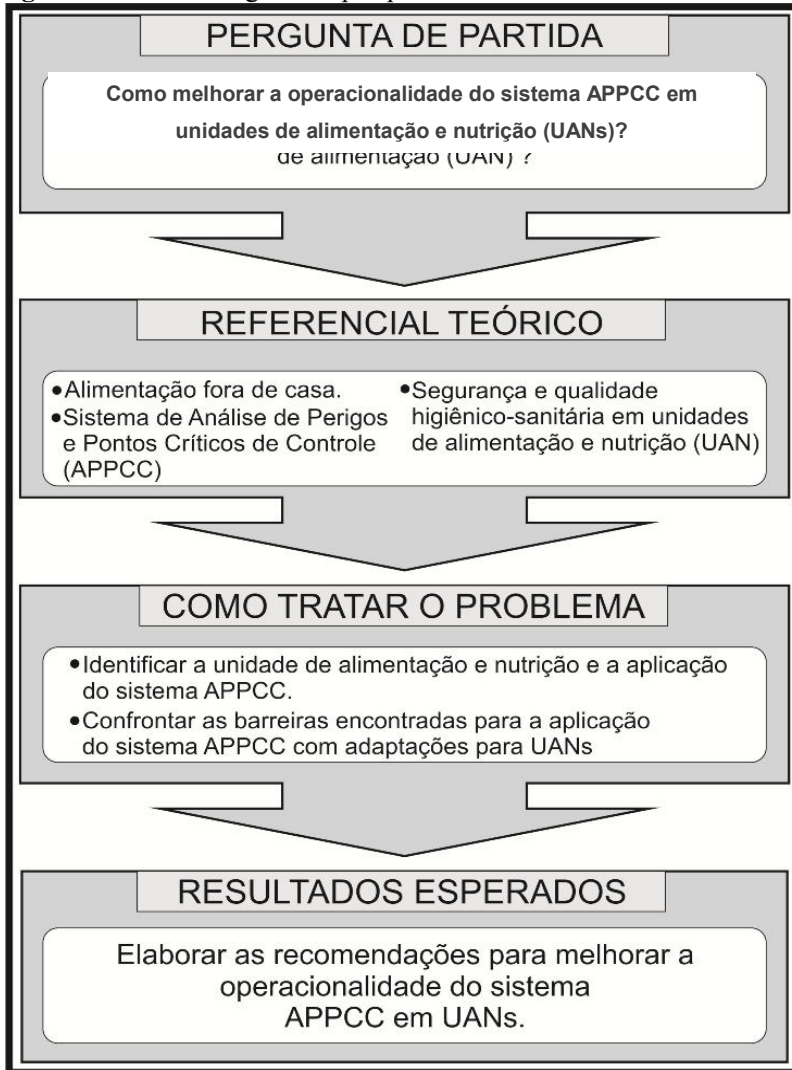 PERGUNTA DE PARTIDA
Como melhorar a operacionalidade do sistema APPCC em
unidades de alimentação e nutrição (UANs)?
de alimentação (UAN) ?
REFERENCIAL TEÓRICO
•Alimentação fora de casa.
•Sistema de Análise de Perigos
e Pontos Críticos de Controle
(APPCC)
•Segurança e qualidade
higiênico-sanitária em unidades
de alimentação e nutrição (UAN)
COMO TRATAR O PROBLEMA
•Identificar a unidade de alimentação e nutrição e a aplicação
do sistema APPCC.
•Confrontar as barreiras encontradas para a aplicação
do sistema APPCC com adaptações para UANs
RESULTADOS ESPERADOS
Elaborar as recomendações para melhorar a
operacionalidade do sistema
APPCC em UANs.